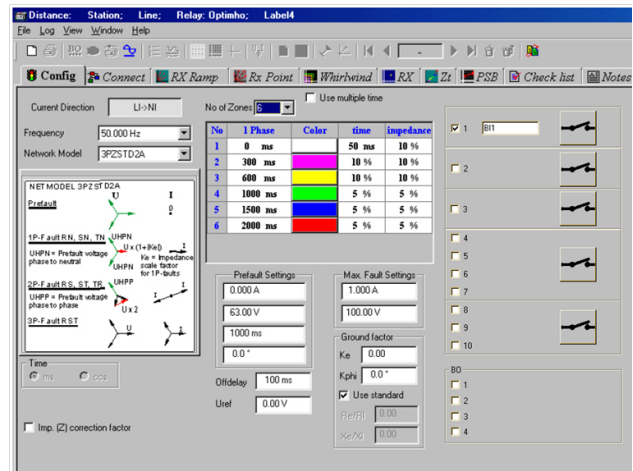 Distance: Station; Line; Relay: Optimho; Label4
File Log View Window Help
Config Connect RX Ramp Rx Point Whirlwind RX Zt PSB Check list Notes
Current Direction LI->NI
No of Zones 6
Use multiple time
Frequency 50.000 Hz
Network Model 3PZSTD2A
No 1 Phase Color time impedance
1 0 ms 50 ms 10 %
2 300 ms 10 % 10 %
3 600 ms 10 % 10 %
4 1000 ms 5 % 5 %
5 1500 ms 5 % 5 %
6 2000 ms 5 % 5 %
NETMODEL 3PZSTD2A
U I
Prefault
0
1P-Fault RN, SN, TN UHPN
U x (1+|Ke|) I
UHPN = Prefault voltage
phase to neutral
UHPN
Ke = Impedance
scale factor
for 1P-faults
2P-Fault RS, ST, TR UHPP
UHPP = Prefault voltage
phase to phase
I I
U x 2
3P-Fault RST
U I
Time
ms ccs
Imp. (Z) correction factor
Prefault Settings
0.000 A
63.00 V
1000 ms
0.0 °
Offdelay 100 ms
Uref 0.00 V
Max. Fault Settings
1.000 A
100.00 V
Ground factor
Ke 0.00
Kphi 0.0 °
Use standard
Re/Rl 0.00
Xe/Xl 0.00
1 BI1
2
3
4
5
6
7
8
9
10
BO
1
2
3
4